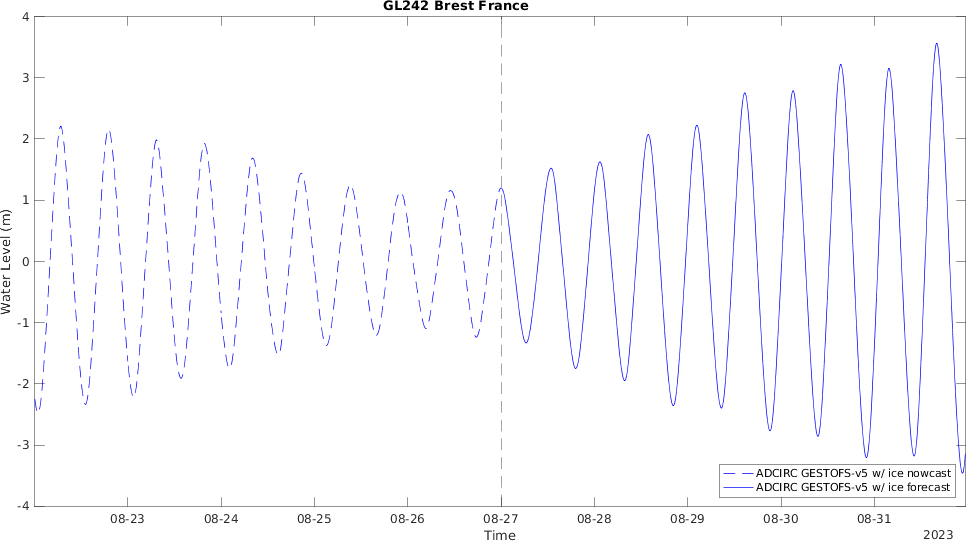 GL242 Brest France
4
3
2
1
0
-1
-2
-3
-4
Water Level (m)
ADCIRC GESTOFS-v5 w/ ice nowcast
ADCIRC GESTOFS-v5 w/ ice forecast
08-23 08-24 08-25 08-26 08-27 08-28 08-29 08-30 08-31
Time
2023